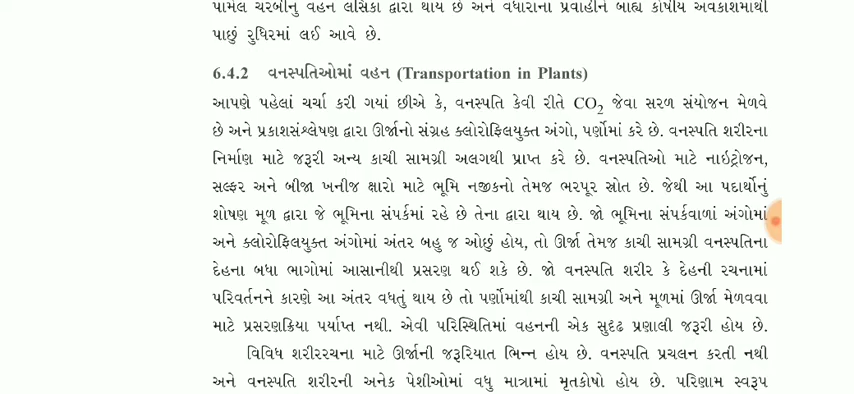 પામેલ ચરબીનું વહન લસિકા દ્વારા થાય છે અને વધારાના પ્રવાહીને બાહ્ય કોષીય અવકાશમાંથી
પાછું રુધિરમાં લઈ આવે છે.
6.4.2 વનસ્પતિઓમાં વહન (Transportation in Plants)
આપણે પહેલાં ચર્ચા કરી ગયાં છીએ કે, વનસ્પતિ કેવી રીતે CO₂ જેવા સરળ સંયોજન મેળવે
છે અને પ્રકાશસંશ્લેષણ દ્વારા ઊર્જાનો સંગ્રહ ક્લોરોફિલયુક્ત અંગો, પર્ણોમાં કરે છે. વનસ્પતિ શરીરના
નિર્માણ માટે જરૂરી અન્ય કાચી સામગ્રી અલગથી પ્રાપ્ત કરે છે. વનસ્પતિઓ માટે નાઇટ્રોજન,
સલ્ફર અને બીજા ખનીજ ક્ષારો માટે ભૂમિ નજીકનો તેમજ ભરપૂર સ્રોત છે. જેથી આ પદાર્થોનું
શોષણ મૂળ દ્વારા જે ભૂમિના સંપર્કમાં રહે છે તેના દ્વારા થાય છે. જો ભૂમિના સંપર્કવાળાં અંગોમાં
અને ક્લોરોફિલયુક્ત અંગોમાં અંતર બહુ જ ઓછું હોય, તો ઊર્જા તેમજ કાચી સામગ્રી વનસ્પતિના
દેહના બધા ભાગોમાં આસાનીથી પ્રસરણ થઈ શકે છે. જો વનસ્પતિ શરીર કે દેહની રચનામાં
પરિવર્તનને કારણે આ અંતર વધતું થાય છે તો પર્ણોમાંથી કાચી સામગ્રી અને મૂળમાં ઊર્જા મેળવવા
માટે પ્રસરણક્રિયા પર્યાપ્ત નથી. એવી પરિસ્થિતિમાં વહનની એક સુદૃઢ પ્રણાલી જરૂરી હોય છે.
વિવિધ શરીરરચના માટે ઊર્જાની જરૂરિયાત ભિન્ન હોય છે. વનસ્પતિ પ્રચલન કરતી નથી
અને વનસ્પતિ શરીરની અનેક પેશીઓમાં વધુ માત્રામાં મૃતકોષો હોય છે. પરિણામ સ્વરૂપ